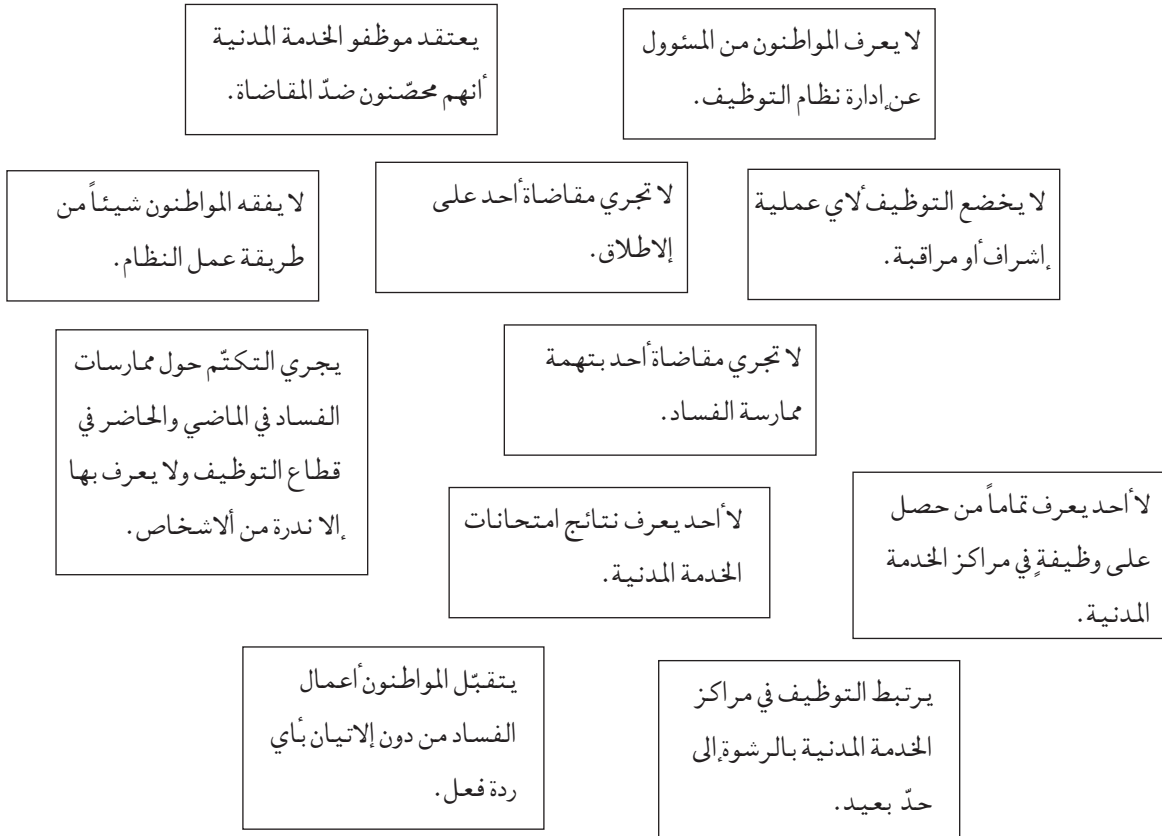 لا يعرف المواطنون من المسئوول
عن إدارة نظام التوظيف.
يعتقد موظفو الخدمة المدنية
أنهم محصّنون ضدّ المقاضاة.
لا يخضع التوظيف لأي عملية
إشراف أو مراقبة.
لا تجري مقاضاة أحد على
الإطلاق.
لا يفقه المواطنون شيئاً من
طريقة عمل النظام.
لا تجري مقاضاة أحد بتهمة
ممارسة الفساد.
يجري التكتّم حول ممارسات
الفساد في الماضي والحاضر في
قطاع التوظيف ولا يعرف بها
إلا ندرة من الأشخاص.
لا أحد يعرف تماماً من حصل
على وظيفةٍ في مراكز الخدمة
المدنية.
لا أحد يعرف نتائج امتحانات
الخدمة المدنية.
يرتبط التوظيف في مراكز
الخدمة المدنية بالرشوة إلى
حدّ بعيد.
يتقبّل المواطنون أعمال
الفساد من دون الإتيان بأي
ردة فعل.